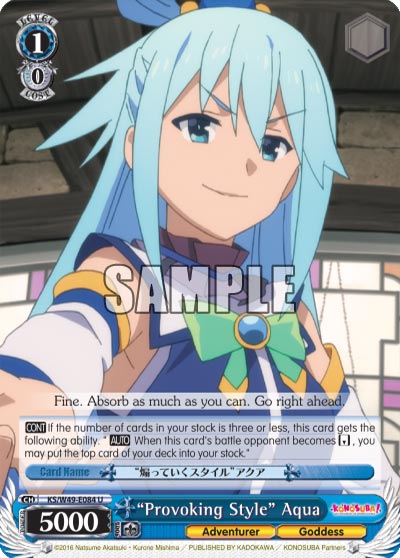 LEVEL
1
0
COST
SAMPLE
Fine. Absorb as much as you can. Go right ahead.
CONT If the number of cards in your stock is three or less, this card gets the
following ability. " AUTO When this card's battle opponent becomes [ ], you
may put the top card of your deck into your stock."
Card Name
“煽っていくスタイル”アクア
CH
KS/W49-E084 U
5000
“Provoking Style” Aqua
KONOSUBA!
Adventurer
Goddess
©2016 Natsume Akatsuki・Kurone Mishima / PUBLISHED BY KADOKAWA / KONOSUBA Partners